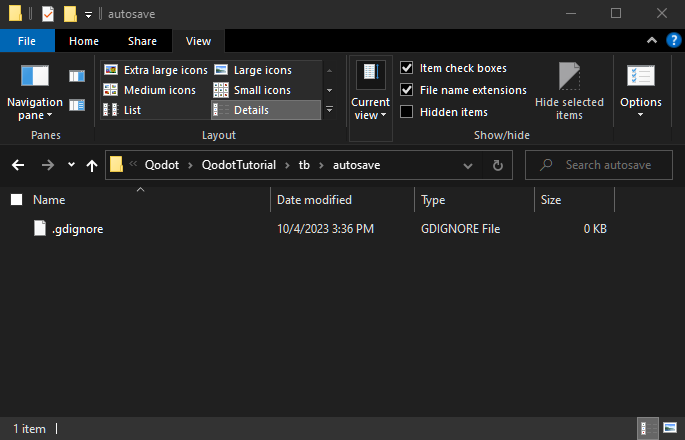 autosave
File Home Share View
Extra large icons Large icons
Medium icons Small icons
List Details
Navigation pane
Current view
Item check boxes
File name extensions
Hidden items
Hide selected items
Options
Panes Layout Show/hide
Qodot QodotTutorial tb autosave Search autosave
Name Date modified Type Size
.gdignore 10/4/2023 3:36 PM GDIGNORE File 0 KB
1 item